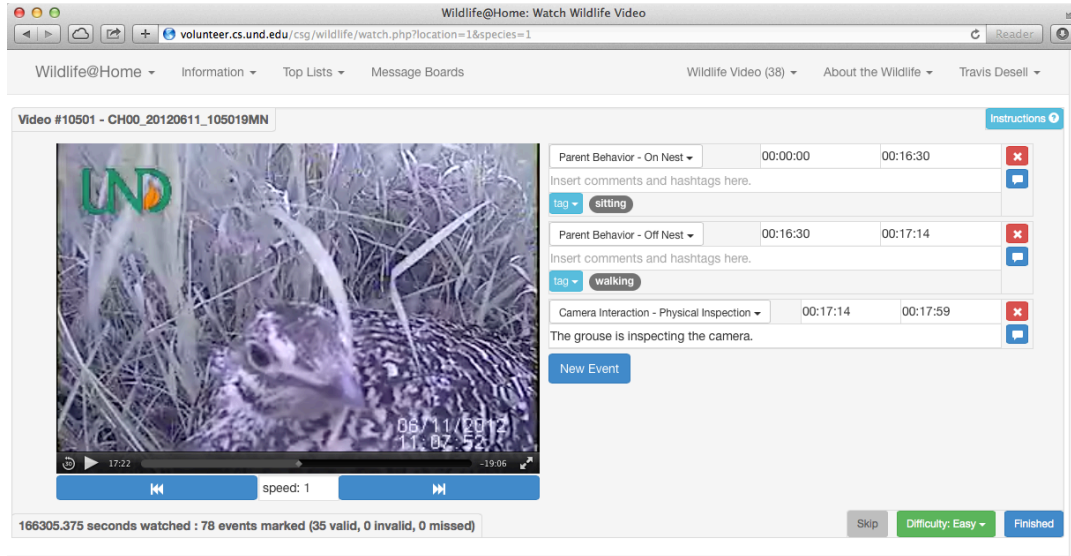 Wildlife@Home: Watch Wildlife Video
volunteer.cs.und.edu/csg/wildlife/watch.php?location=1&species=1
Reader
Wildlife@Home Information Top Lists Message Boards Wildlife Video (38) About the Wildlife Travis Desell
Video #10501 - CH00_20120611_105019MN
Instructions
UND
Parent Behavior - On Nest 00:00:00 00:16:30
Insert comments and hashtags here.
tag sitting
Parent Behavior - Off Nest 00:16:30 00:17:14
Insert comments and hashtags here.
tag walking
Camera Interaction - Physical Inspection 00:17:14 00:17:59
The grouse is inspecting the camera.
New Event
06/11/2012
11:07:52
30 17:22 -19:06
speed: 1
166305.375 seconds watched : 78 events marked (35 valid, 0 invalid, 0 missed)
Skip Difficulty: Easy Finished